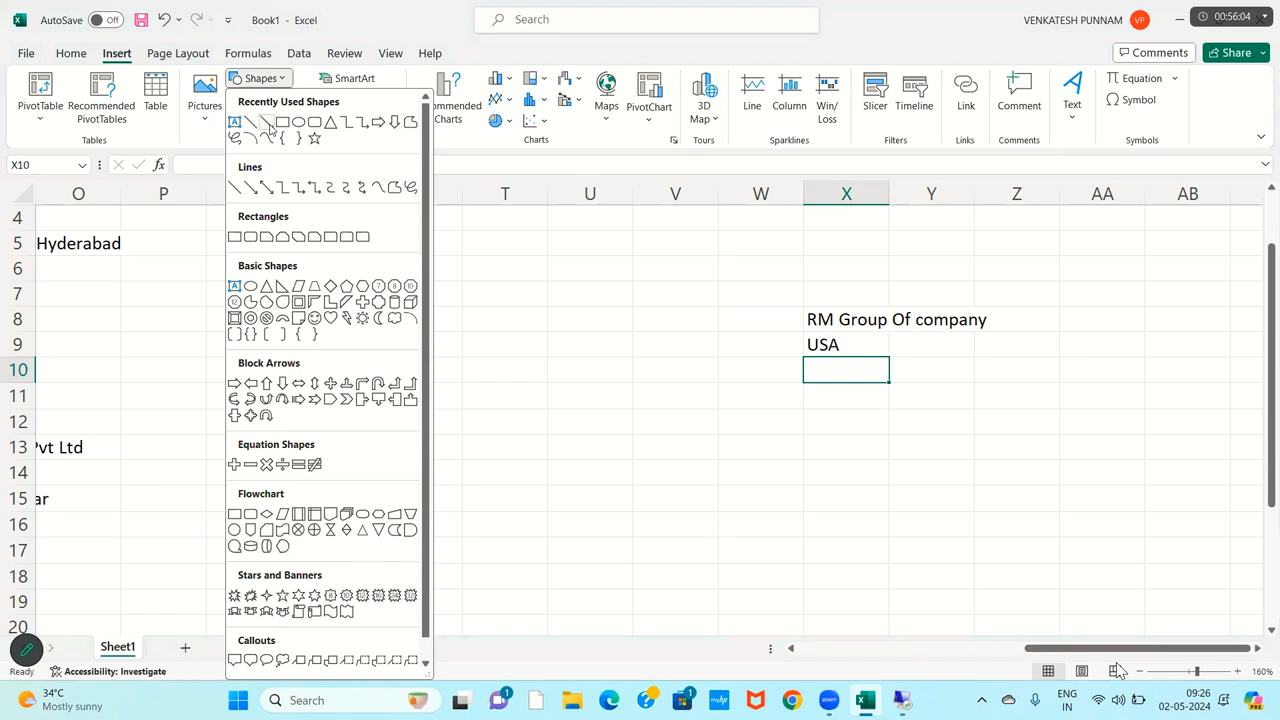 AutoSave Off Book1 - Excel Search VENKATESH PUNNAM VP 00:56:04
File Home Insert Page Layout Formulas Data Review View Help Comments Share
PivotTable Recommended PivotTables Table Pictures Shapes SmartArt ommended Charts Maps PivotChart 3D Map Line Column Win/Loss Slicer Timeline Link Comment Text Equation Symbol
Tables Charts Tours Sparklines Filters Links Comments Symbols
X10 fx
O P T U V W X Y Z AA AB
4
5 Hyderabad
6
7
8 RM Group Of company
9 USA
10
11
12
13 Pvt Ltd
14
15 ar
16
17
18
19
20
Recently Used Shapes
Lines
Rectangles
Basic Shapes
Block Arrows
Equation Shapes
Flowchart
Stars and Banners
Callouts
Sheet1
Ready Accessibility: Investigate 160%
34°C
Mostly sunny
Search
ENG
IN
09:26
02-05-2024